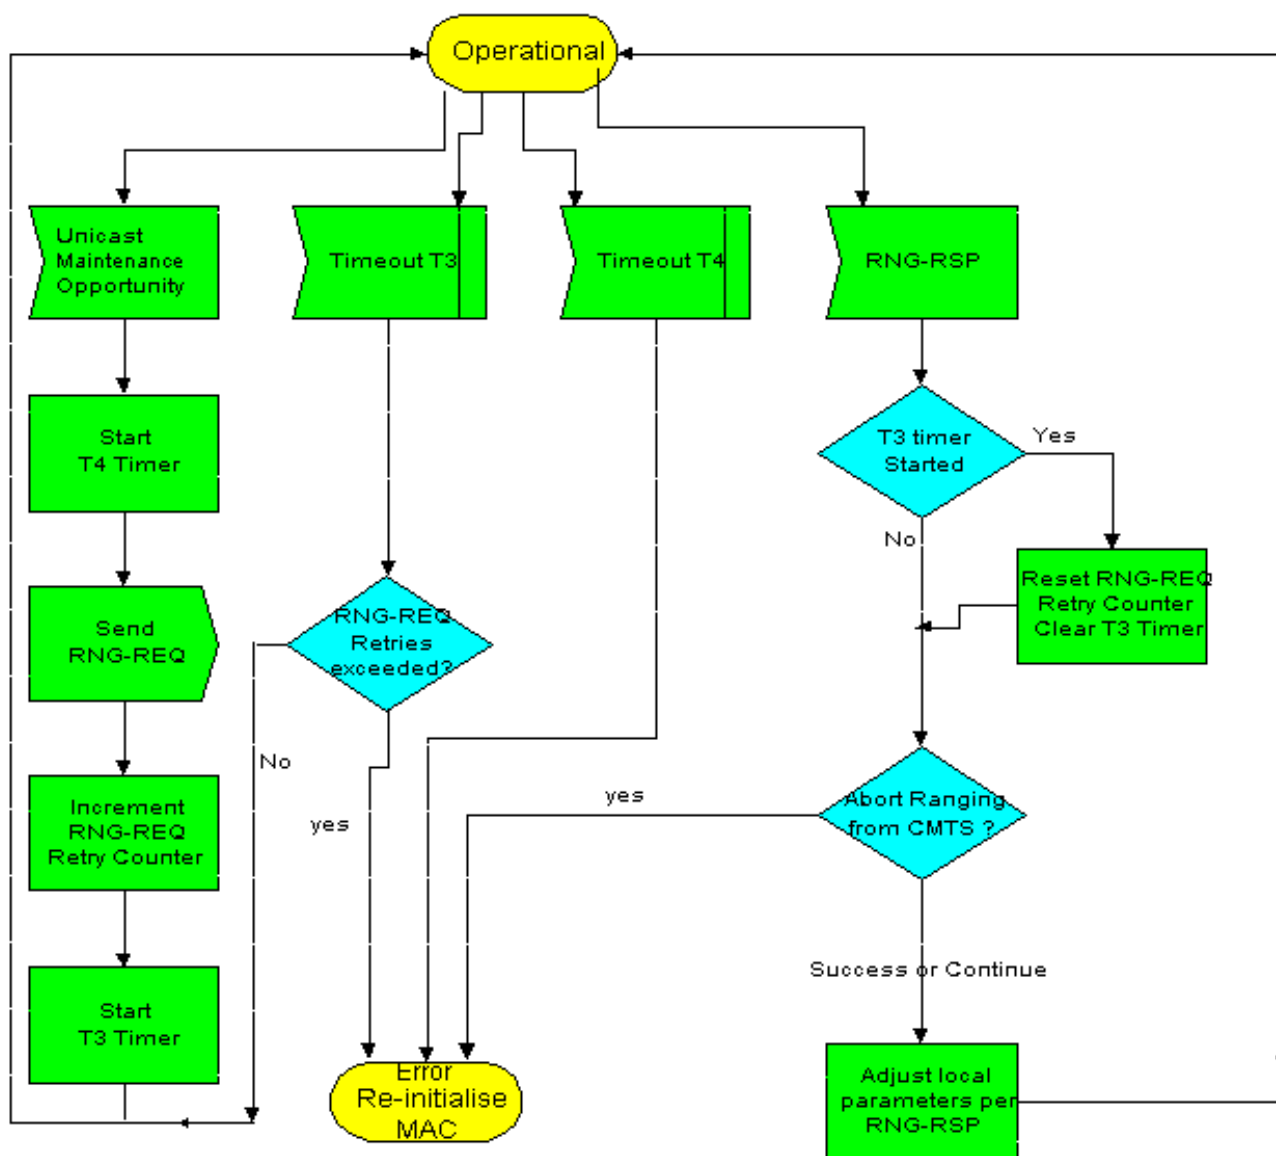 Operational
Unicast
Maintenance
Opportunity
Timeout T3
Timeout T4
RNG-RSP
Start
T4 Timer
T3 timer
Started
Yes
No
Reset RNG-REQ
Retry Counter
Clear T3 Timer
Send
RNG-REQ
RNG-REQ
Retries
exceeded?
No
yes
Increment
RNG-REQ
Retry Counter
yes
Abort Ranging
from CMTS ?
Success or Continue
Start
T3 Timer
Error
Re-initialise
MAC
Adjust local
parameters per
RNG-RSP